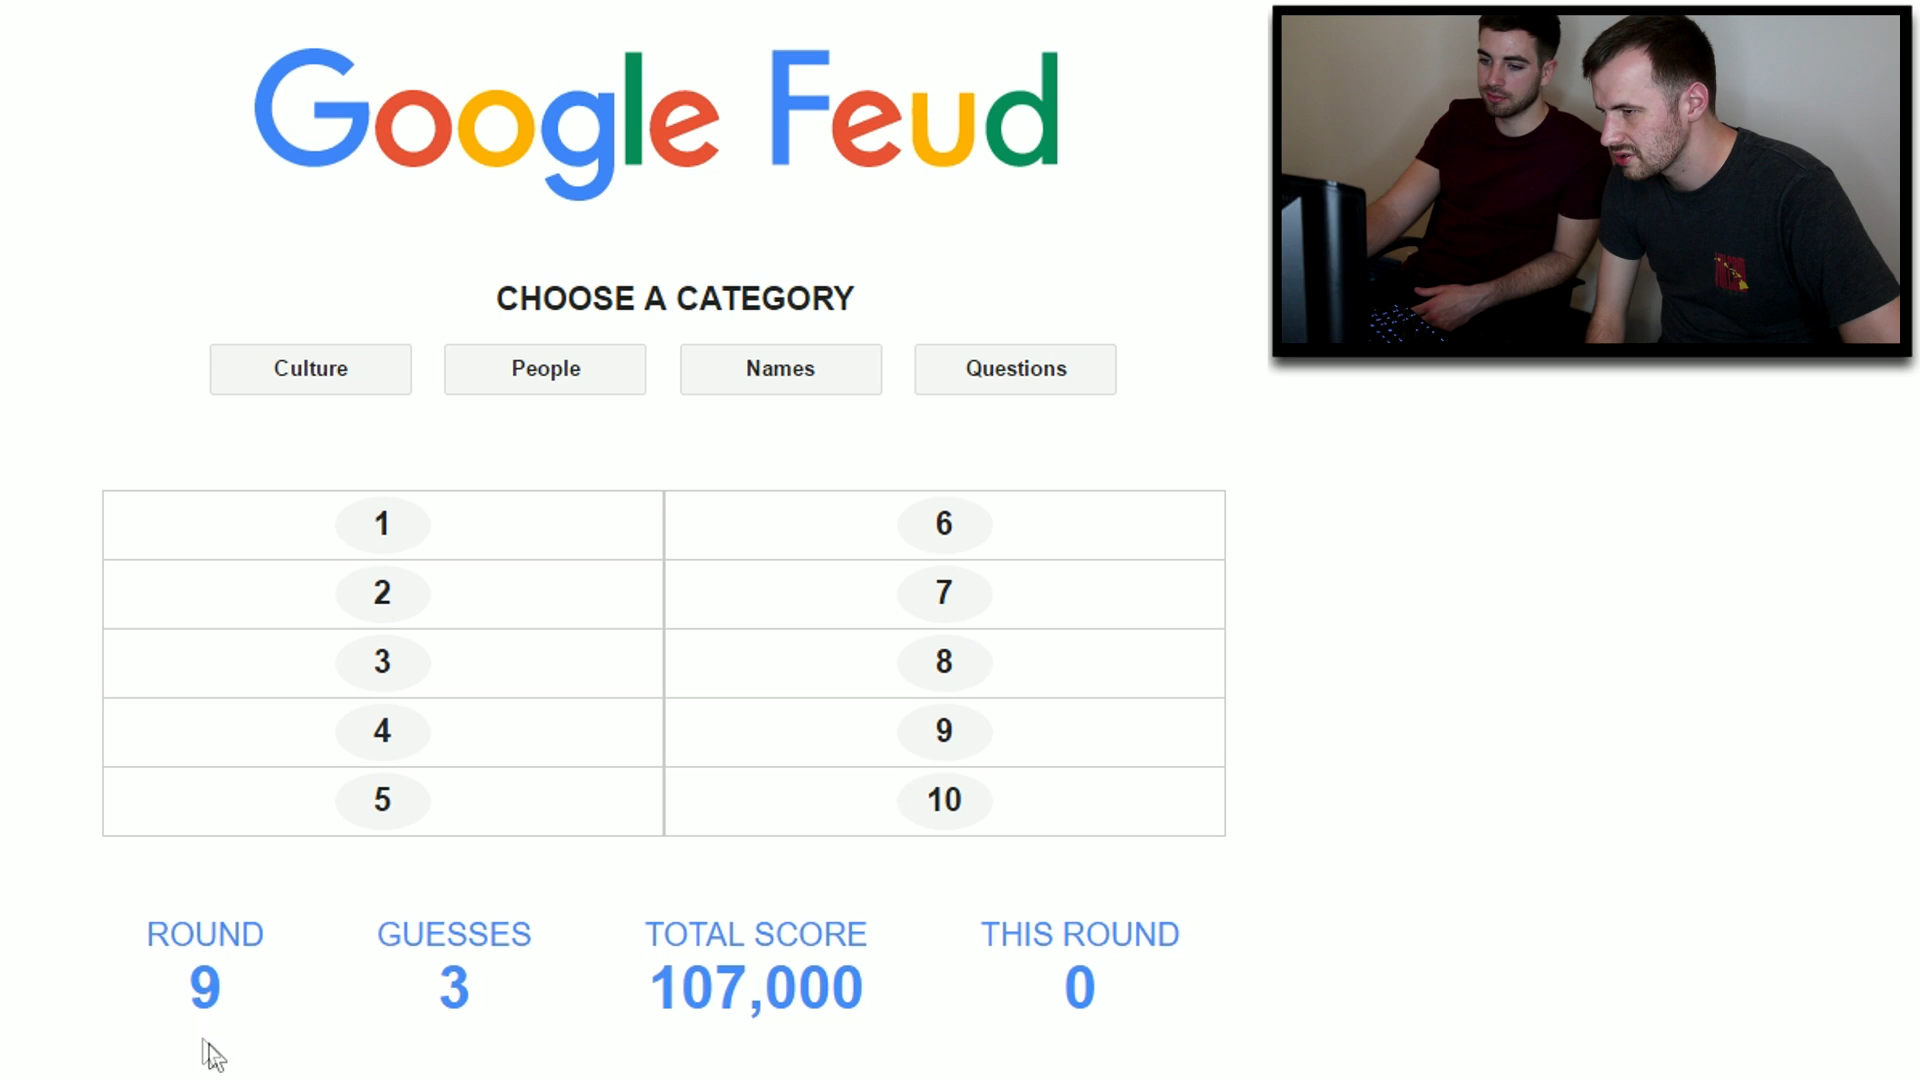 Google Feud
CHOOSE A CATEGORY
Culture People Names Questions
1 6
2 7
3 8
4 9
5 10
ROUND GUESSES TOTAL SCORE THIS ROUND
9 3 107,000 0